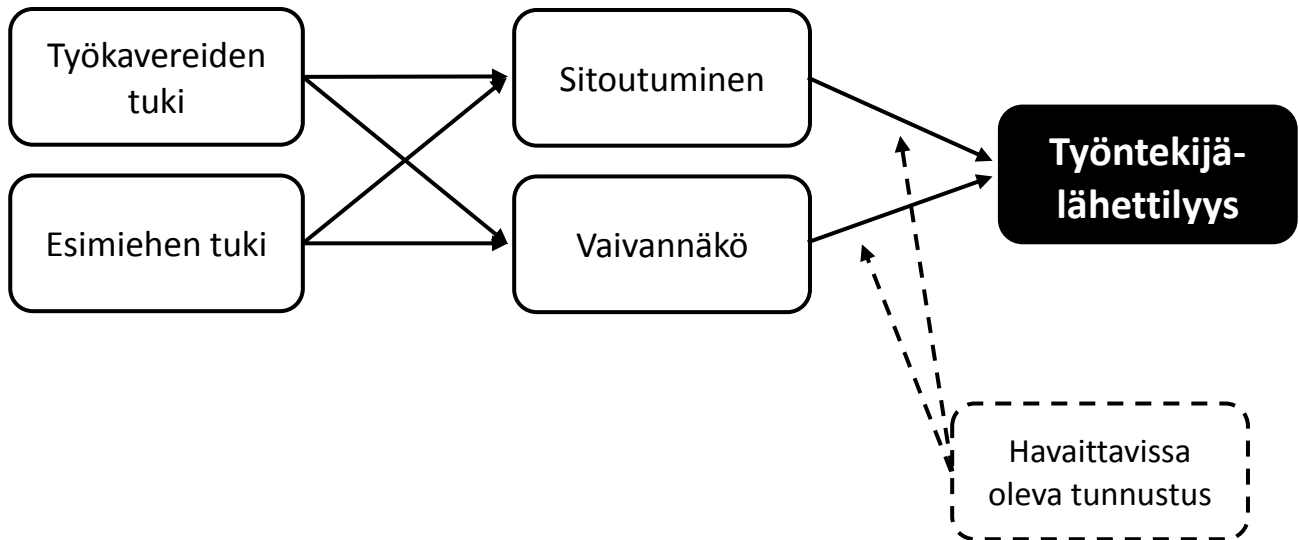 Työkavereiden
tuki
Sitoutuminen
Työntekijä-
lähettilyys
Esimiehen tuki
Vaivannäkö
Havaittavissa
oleva tunnustus